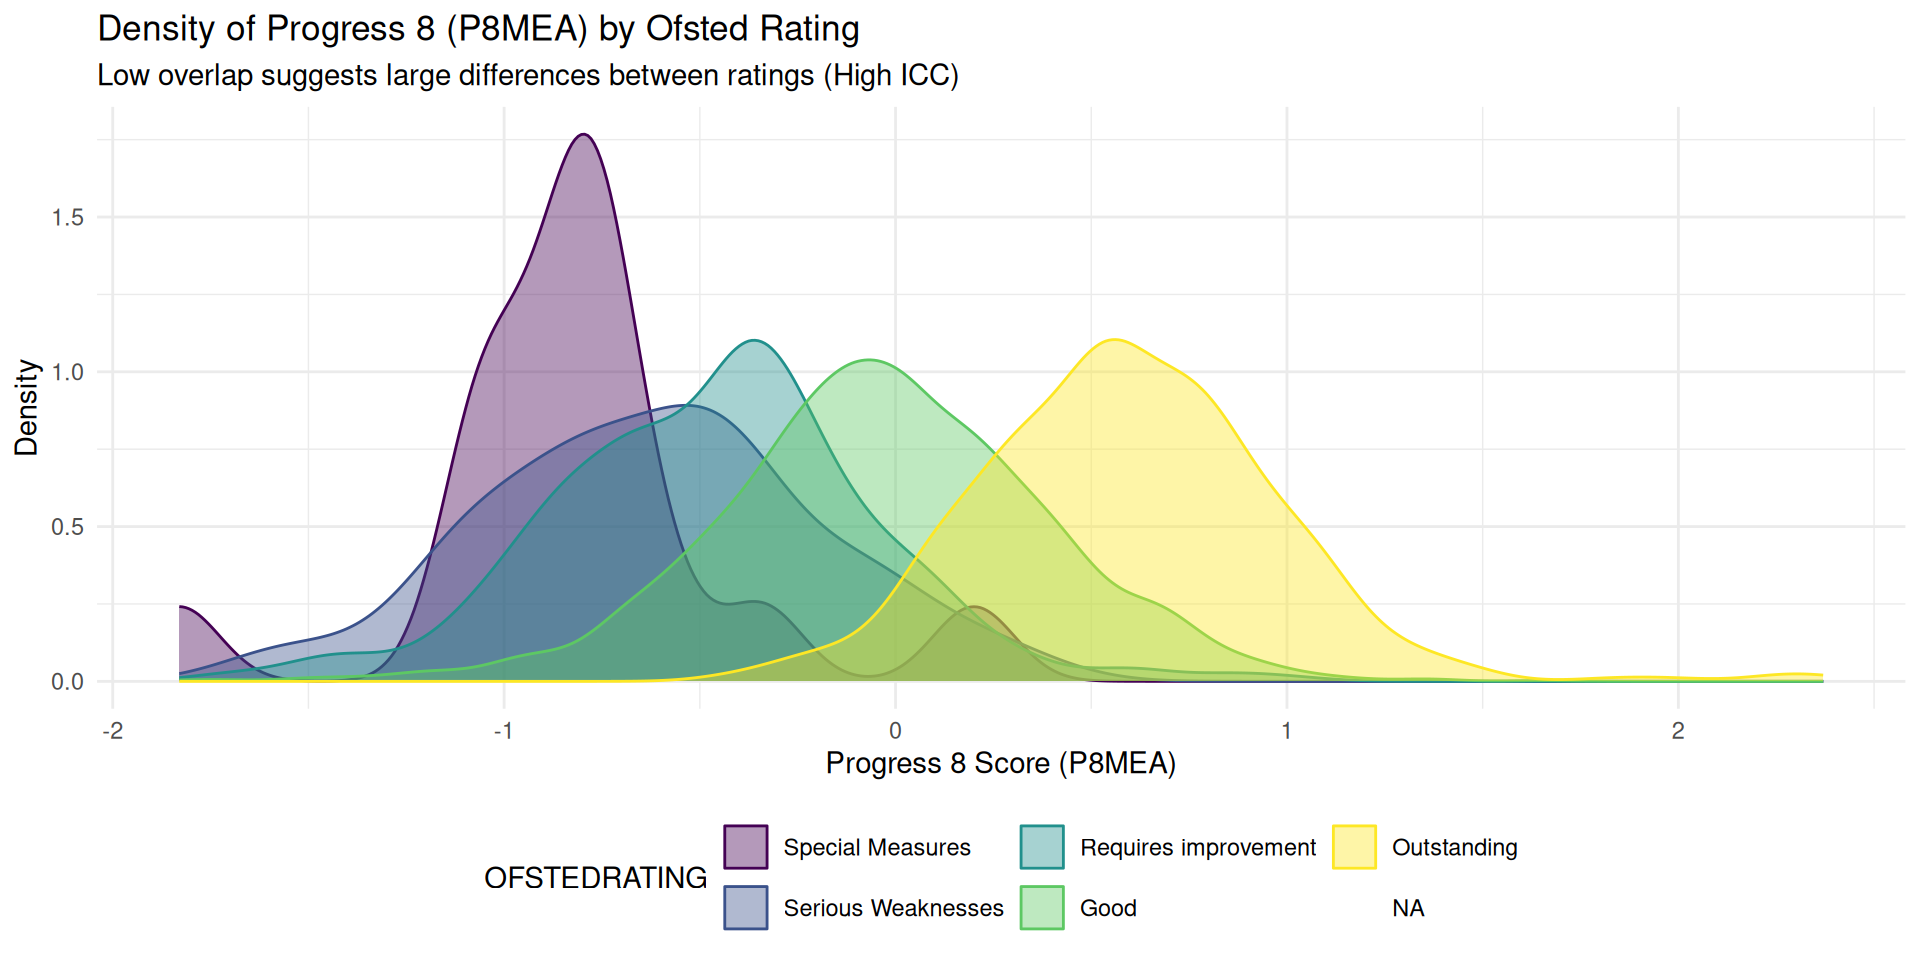 Density of Progress 8 (P8MEA) by Ofsted Rating
Low overlap suggests large differences between ratings (High ICC)
Density
1.5
1.0
0.5
0.0
-2
-1
0
1
2
Progress 8 Score (P8MEA)
OFSTEDRATING
Special Measures
Serious Weaknesses
Requires improvement
Good
Outstanding
NA